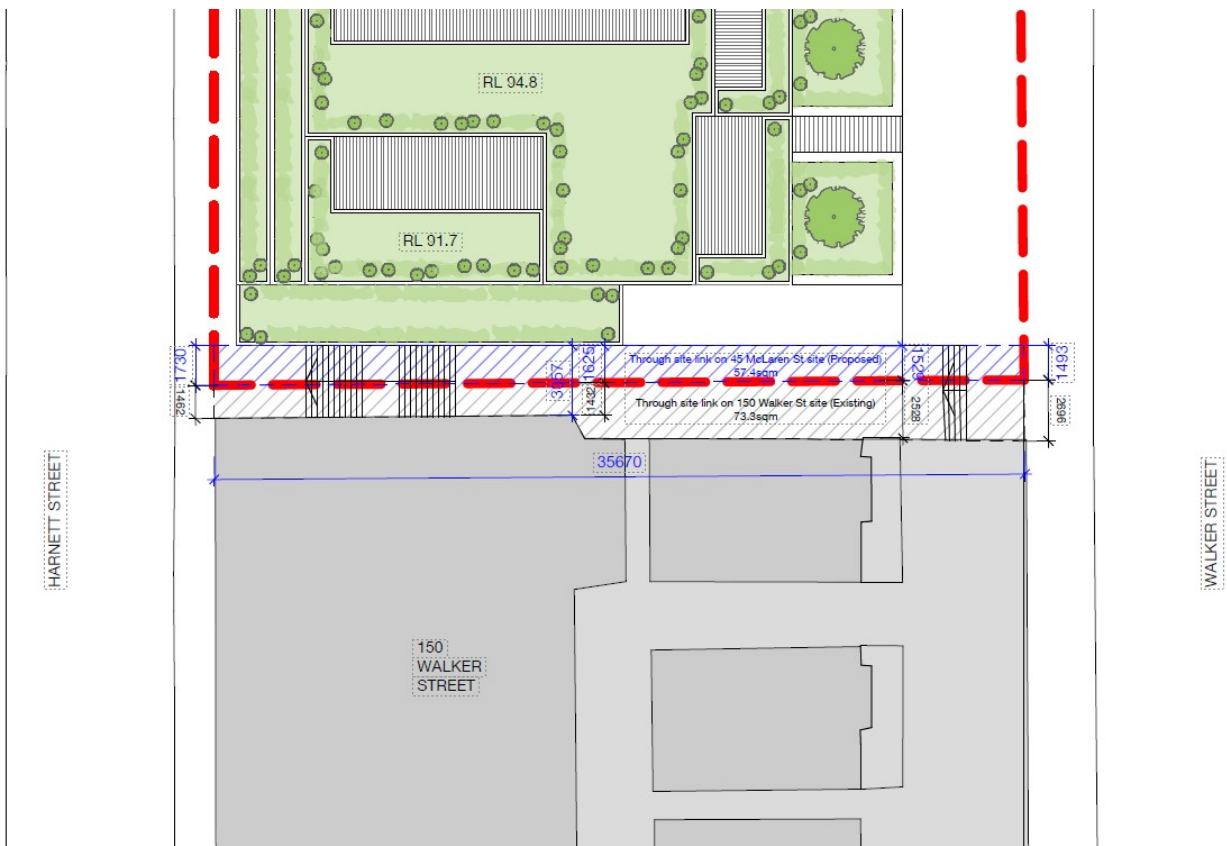 RL 94.8
RL 91.7
1730
1462
3057
1625
1432
Through site link on 45 McLaren St site (Proposed)
57.4sqm
Through site link on 150 Walker St site (Existing)
73.3sqm
1529
2528
1493
2696
35670
HARNETT STREET
WALKER STREET
150
WALKER
STREET